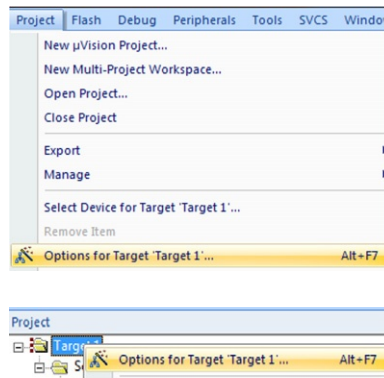 Project Flash Debug Peripherals Tools SVCS
New µVision Project...
New Multi-Project Workspace...
Open Project...
Close Project
Export
Manage
Select Device for Target 'Target 1'...
Remove Item
Options for Target 'Target 1'... Alt+F7
Project
Options for Target 'Target 1'... Alt+F7